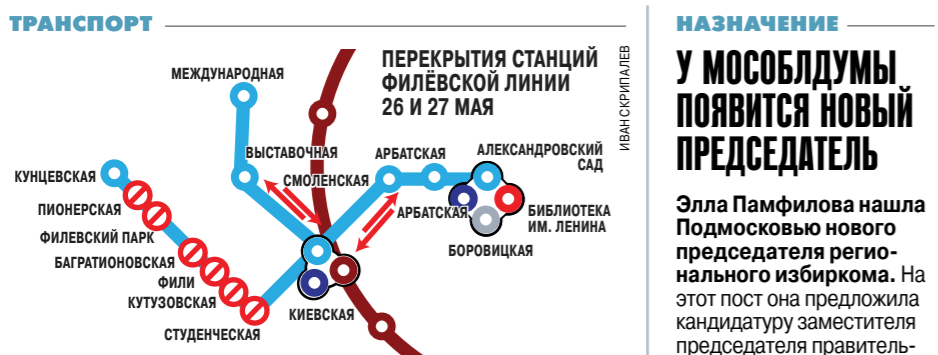 ТРАНСПОРТ
ПЕРЕКРЫТИЯ СТАНЦИЙ
ФИЛЁВСКОЙ ЛИНИИ
26 И 27 МАЯ
ИВАН СКРИПАЛЕВ
МЕЖДУНАРОДНАЯ
ВЫСТАВОЧНАЯ
СМОЛЕНСКАЯ
АРБАТСКАЯ
АЛЕКСАНДРОВСКИЙ
САД
КУНЦЕВСКАЯ
ПИОНЕРСКАЯ
ФИЛЕВСКИЙ ПАРК
БАГРАТИОНОВСКАЯ
ФИЛИ
КУТУЗОВСКАЯ
СТУДЕНЧЕСКАЯ
КИЕВСКАЯ
АРБАТСКАЯ
БИБЛИОТЕКА
ИМ. ЛЕНИНА
БОРОВИЦКАЯ
НАЗНАЧЕНИЕ
У МОСОБЛДУМЫ
ПОЯВИТСЯ НОВЫЙ
ПРЕДСЕДАТЕЛЬ
Элла Памфилова нашла
Подмосковью нового
председателя регио-
нального избиркома. На
этот пост она предложила
кандидатуру заместителя
председателя правитель-